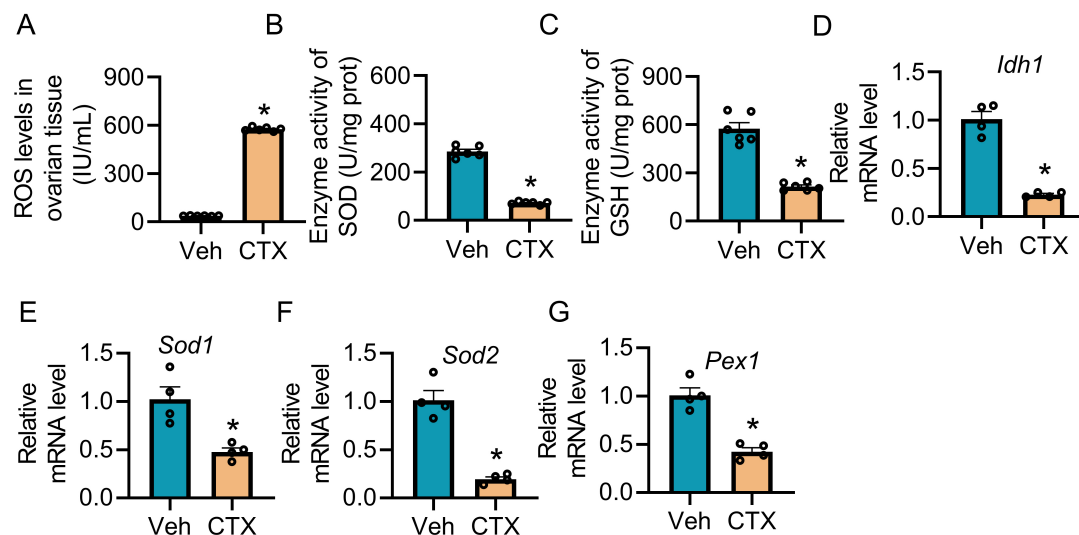 A
ROS levels in
ovarian tissue
(IU/mL)
900
600
300
0
*
Veh CTX
B
Enzyme activity of
SOD (U/mg prot)
600
400
200
0
*
Veh CTX
C
Enzyme activity of
GSH (U/mg prot)
900
600
300
0
*
Veh CTX
D
Relative
mRNA level
Idh1
1.5
1.0
0.5
0.0
*
Veh CTX
E
Relative
mRNA level
Sod1
1.5
1.0
0.5
0.0
*
Veh CTX
F
Relative
mRNA level
Sod2
1.5
1.0
0.5
0.0
*
Veh CTX
G
Relative
mRNA level
Pex1
1.5
1.0
0.5
0.0
*
Veh CTX